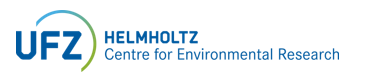 UFZ
HELMHOLTZ
Centre for Environmental Research